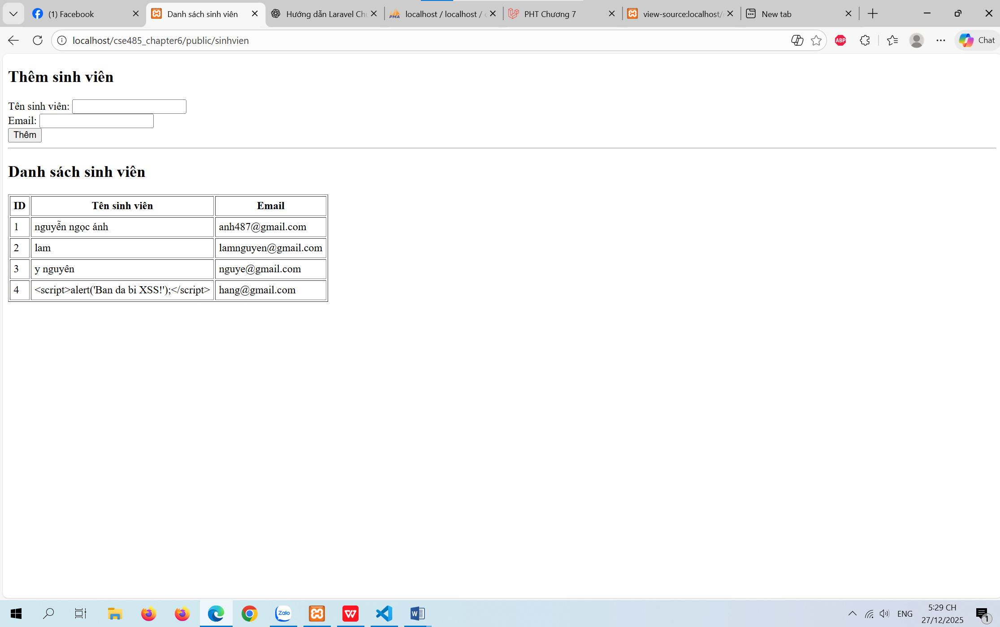 (1) Facebook
Danh sách sinh viên
Hướng dẫn Laravel Ch
localhost / localhost /
PHT Chương 7
view-source:localhost/
New tab
localhost/cse485_chapter6/public/sinhvien
ABP
Chat
Thêm sinh viên
Tên sinh viên:
Email:
Thêm
Danh sách sinh viên
ID Tên sinh viên Email
1 nguyễn ngọc ánh anh487@gmail.com
2 lam lamnguyen@gmail.com
3 y nguyên nguye@gmail.com
4 <script>alert('Ban da bi XSS!');</script> hang@gmail.com
Zalo
ENG
5:29 CH
27/12/2025
1